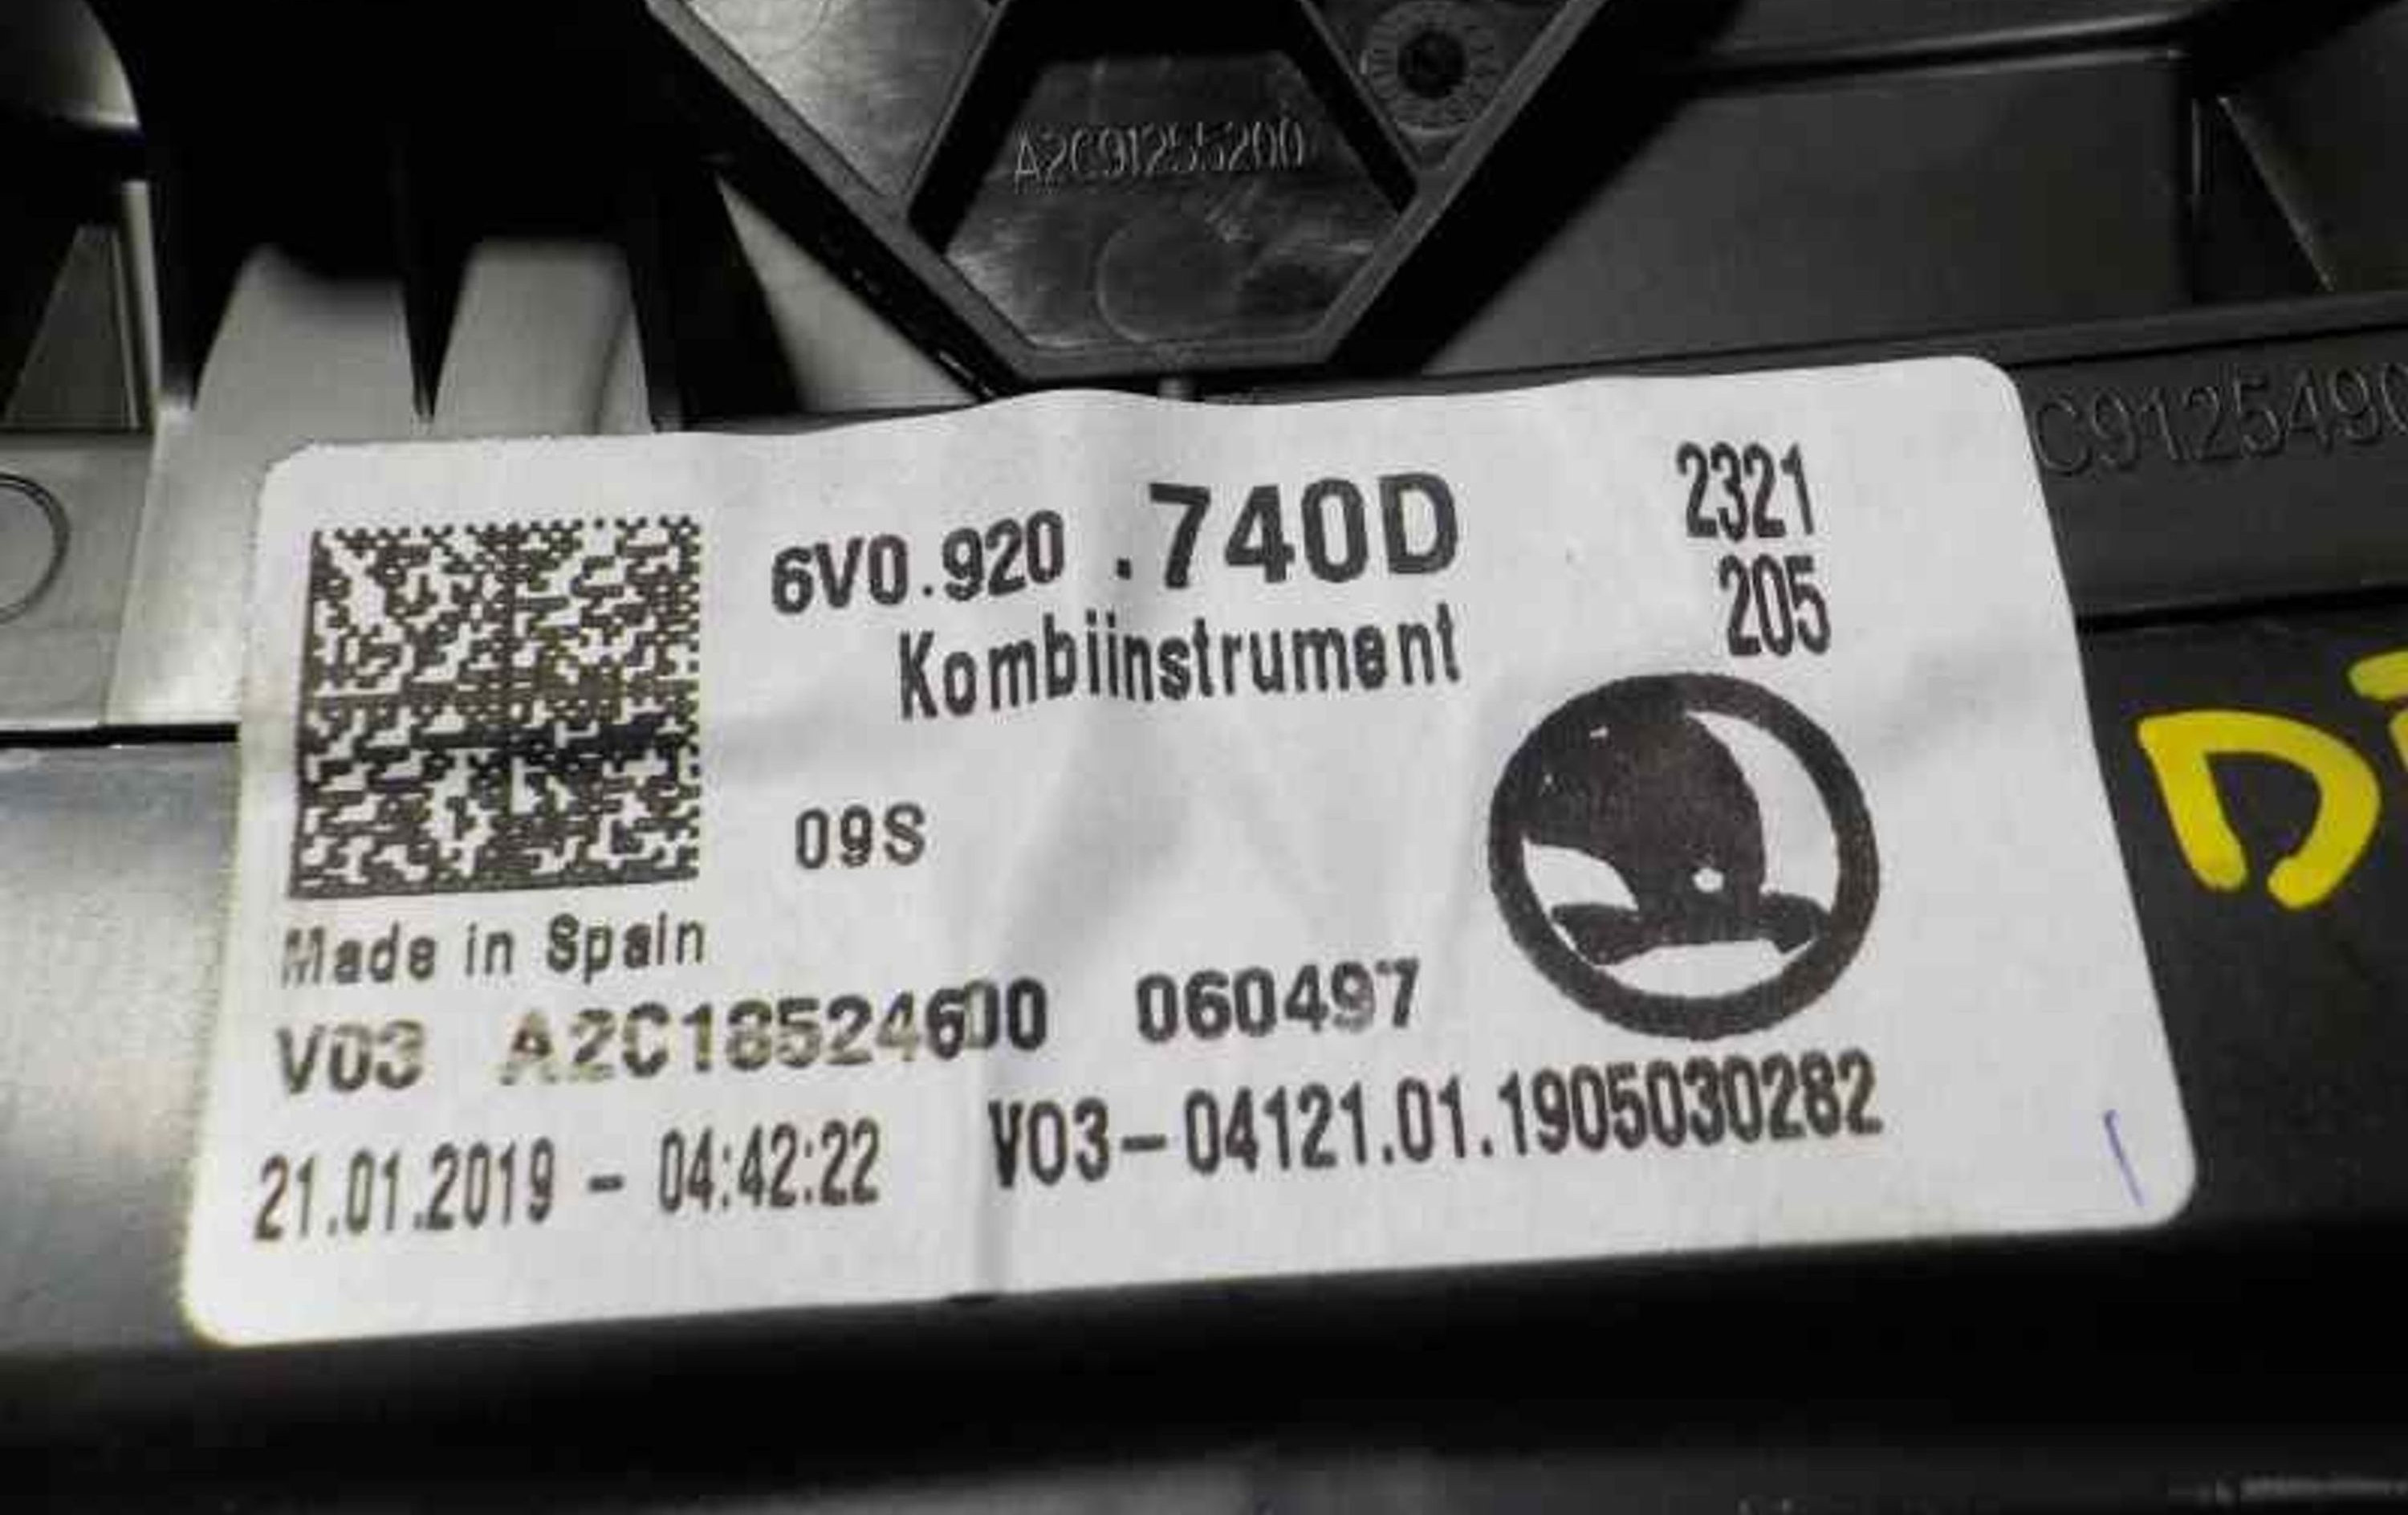 A2C91255200
C9125490
6V0.920 .740D
2321
205
Kombiinstrument
09S
Made in Spain
V03 A2C18524600 060497
21.01.2019 - 04:42:22 V03-04121.01.1905030282
D